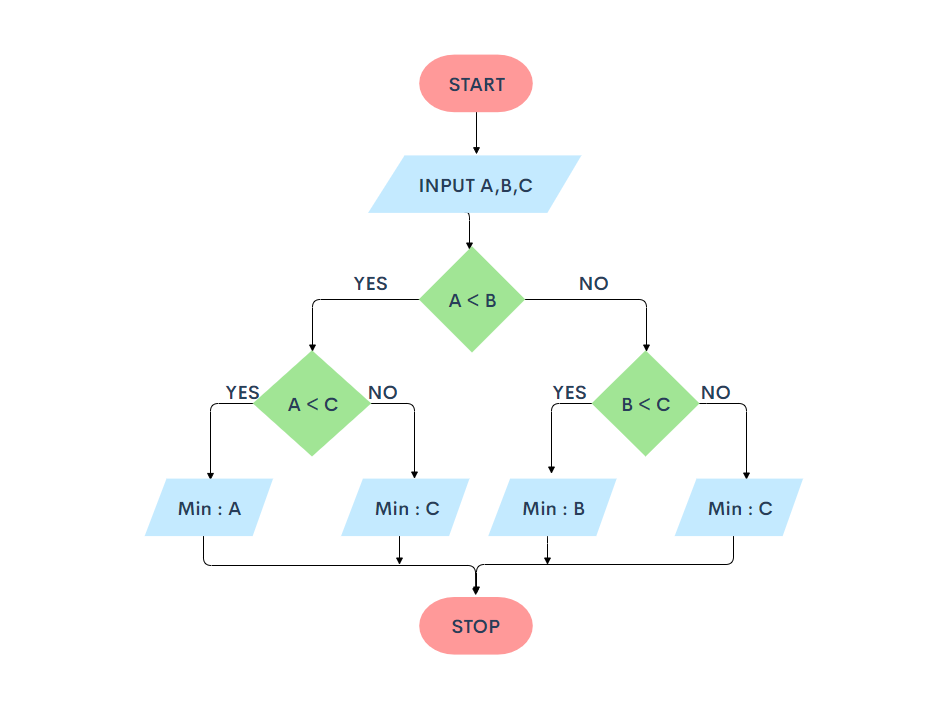 START
INPUT A,B,C
YES
A < B
NO
YES
A < C
NO
YES
B < C
NO
Min : A
Min : C
Min : B
Min : C
STOP